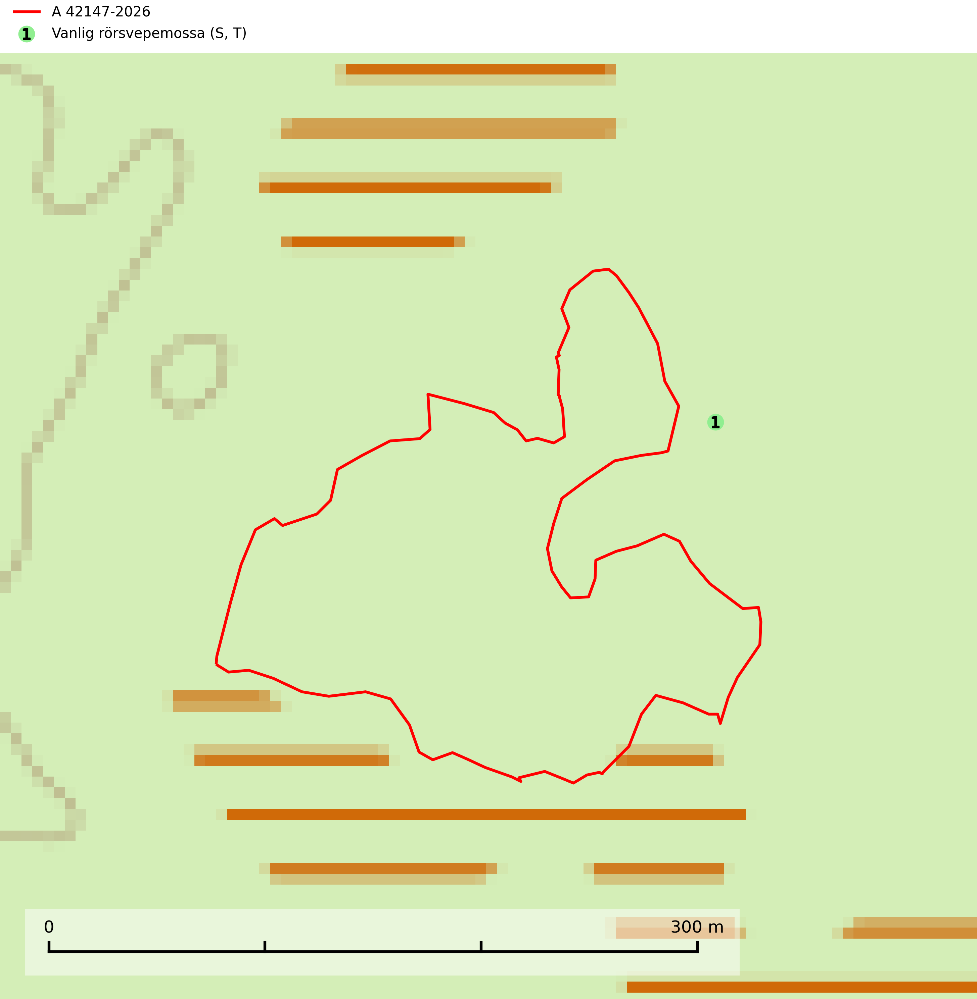 A 42147-2026
1 Vanlig rörsvepemossa (S, T)
1
0 300 m